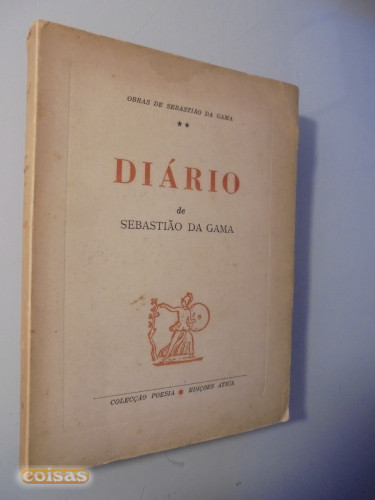 OBRAS DE SEBASTIÃO DA GAMA
**
DIÁRIO
de
SEBASTIÃO DA GAMA
COLECÇÃO POESIA * EDIÇÕES ÁTICA
coisas